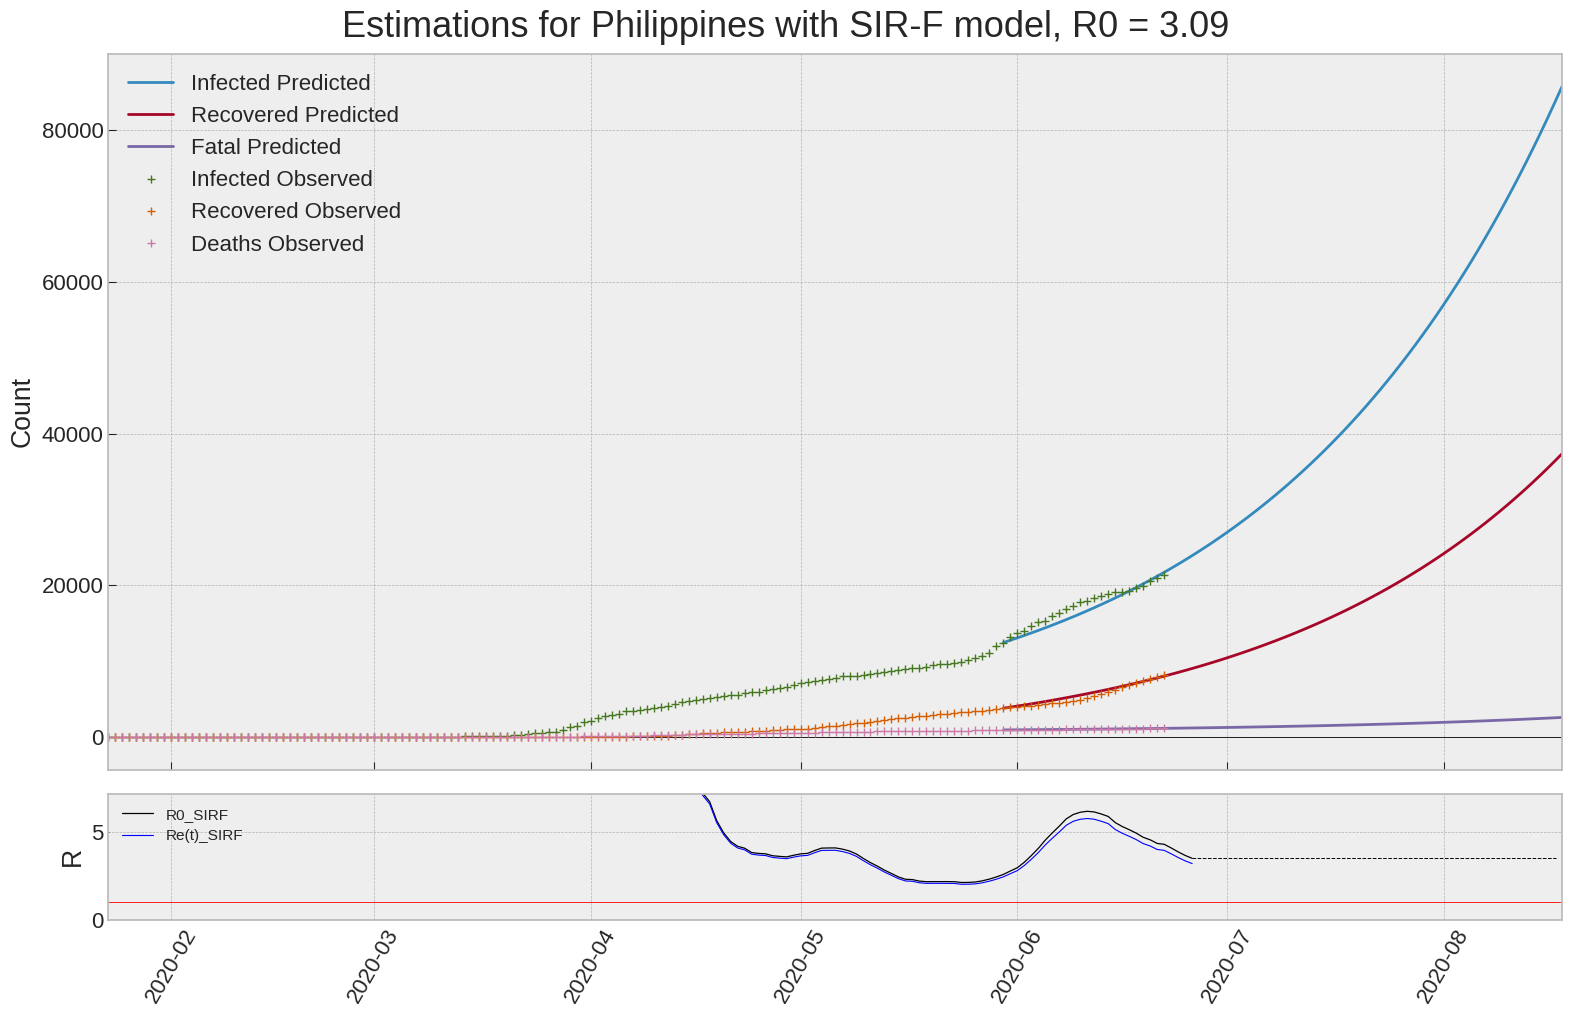 Estimations for Philippines with SIR-F model, R0 = 3.09
Infected Predicted
Recovered Predicted
Fatal Predicted
Infected Observed
Recovered Observed
Deaths Observed
80000
60000
40000
20000
0
Count
R0_SIRF
Re(t)_SIRF
5
0
R
2020-02
2020-03
2020-04
2020-05
2020-06
2020-07
2020-08